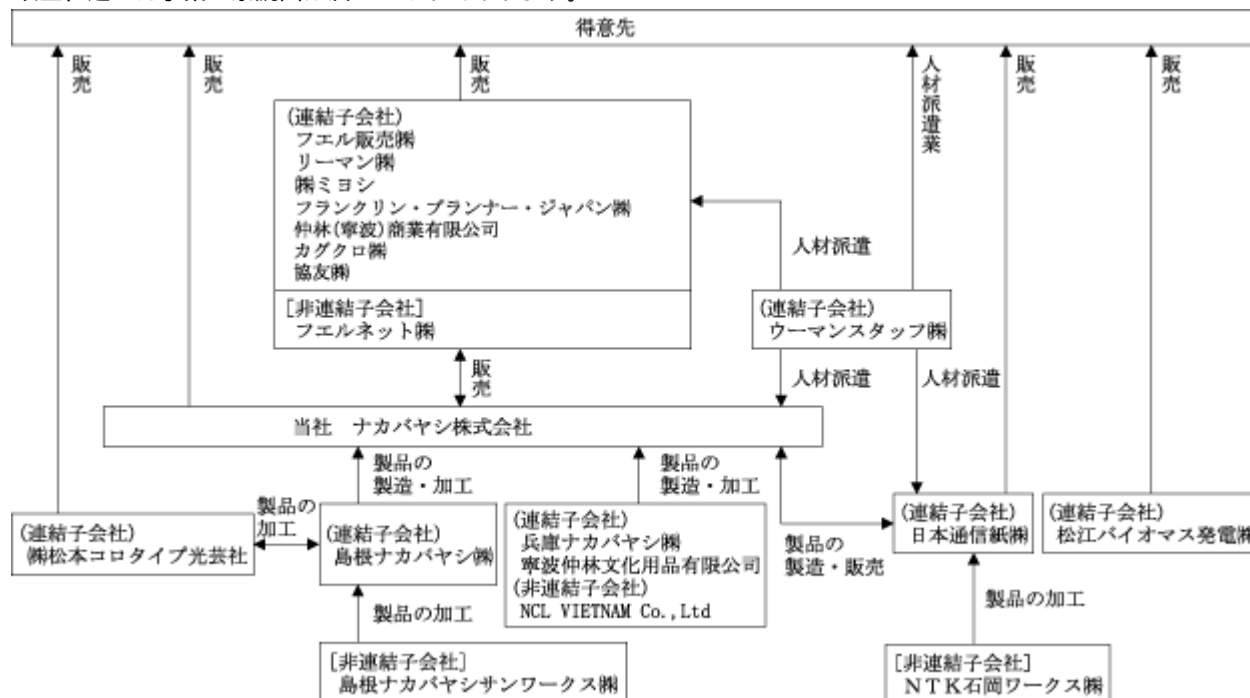 得意先
販売
販売
販売
人材派遣業
販売
販売
(連結子会社)
フエル販売㈱
リーマン㈱
㈱ミヨシ
フランクリン・プランナー・ジャパン㈱
仲林(寧波)商業有限公司
カグクロ㈱
協友㈱
[非連結子会社]
フエルネット㈱
人材派遣
(連結子会社)
ウーマンスタッフ㈱
販売
人材派遣
人材派遣
当社 ナカバヤシ株式会社
製品の
製造・加工
製品の
製造・加工
(連結子会社)
㈱松本コロタイプ光芸社
製品の
加工
(連結子会社)
島根ナカバヤシ㈱
(連結子会社)
兵庫ナカバヤシ㈱
寧波仲林文化用品有限公司
(非連結子会社)
NCL VIETNAM Co.,Ltd
製品の
製造・販売
(連結子会社)
日本通信紙㈱
(連結子会社)
松江バイオマス発電㈱
製品の加工
製品の加工
[非連結子会社]
島根ナカバヤシサンワークス㈱
[非連結子会社]
NTK石岡ワークス㈱